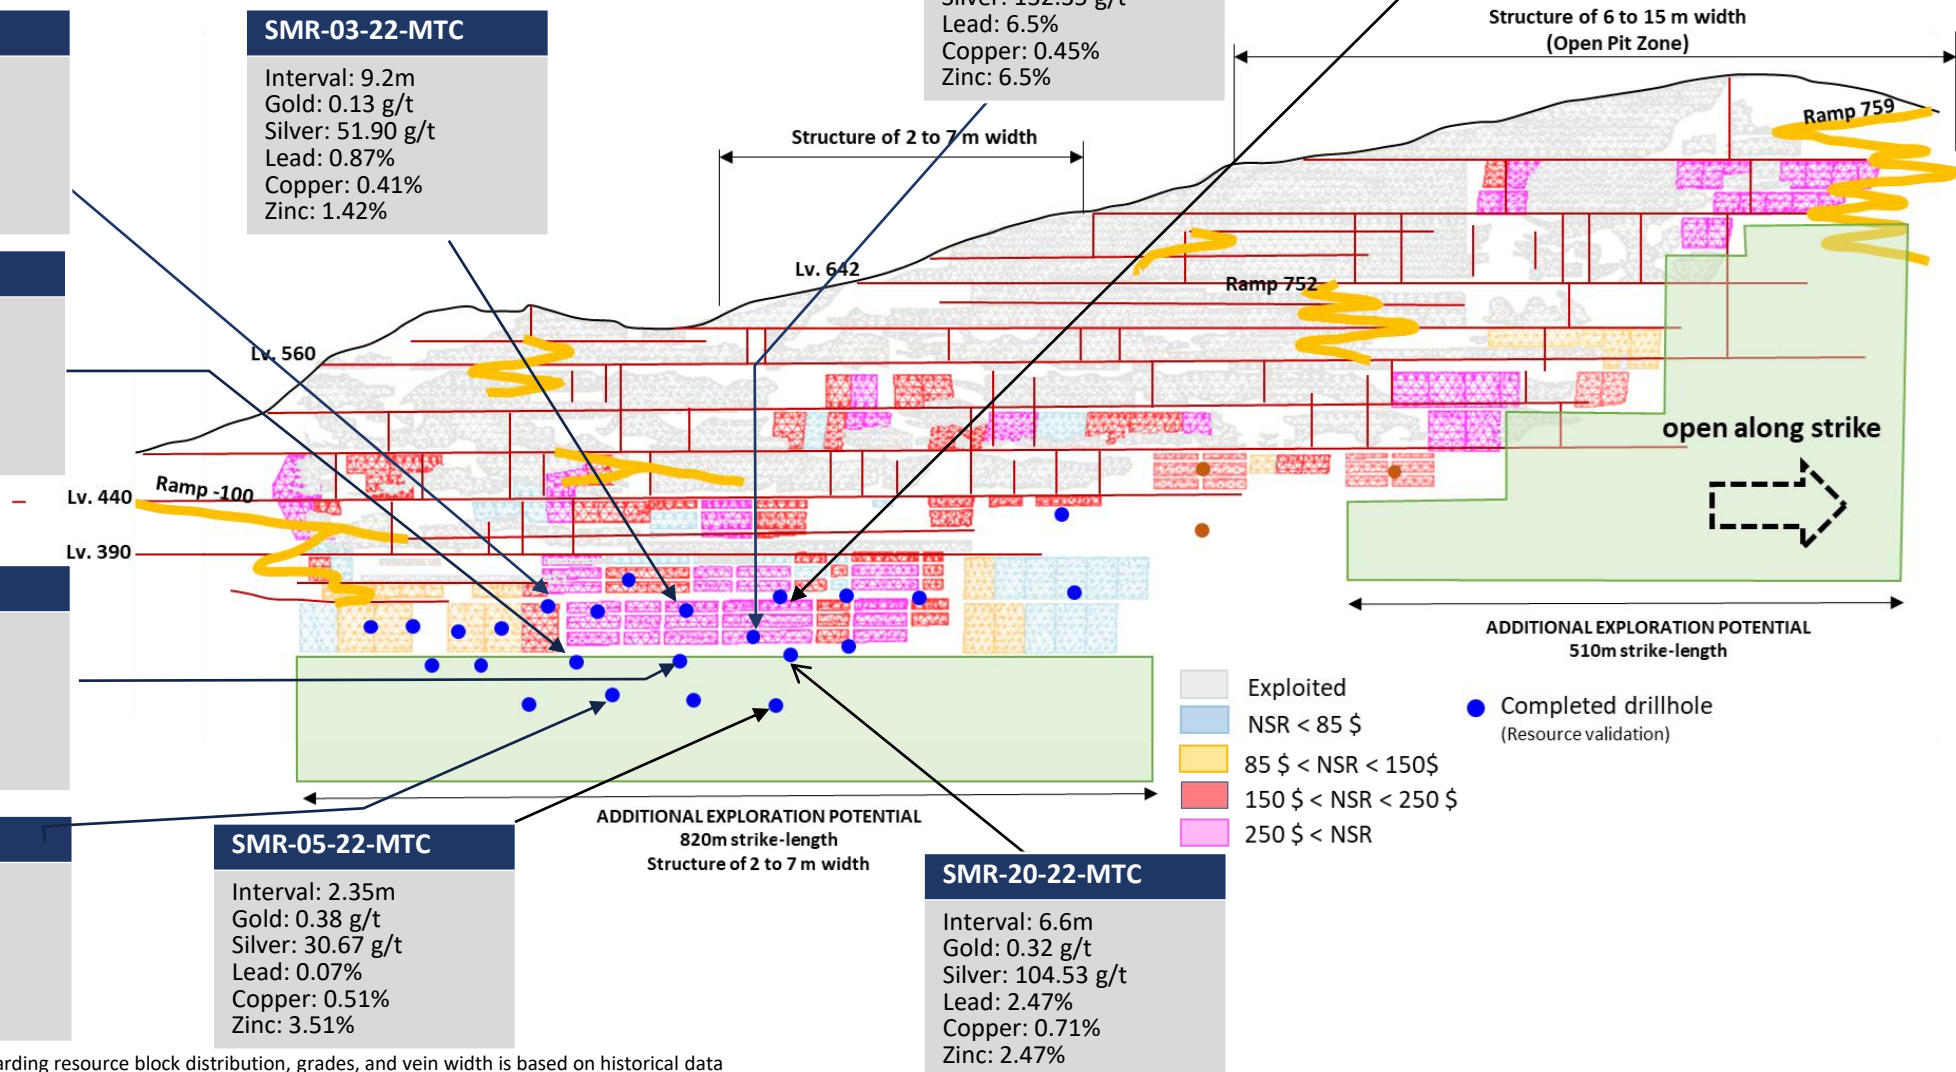 SMR-03-22-MTC
Interval: 9.2m
Gold: 0.13 g/t
Silver: 51.90 g/t
Lead: 0.87%
Copper: 0.41%
Zinc: 1.42%
Lead: 6.5%
Copper: 0.45%
Zinc: 6.5%
Structure of 6 to 15 m width
(Open Pit Zone)
Structure of 2 to 7 m width
Ramp 759
Lv. 642
Ramp 752
Lv. 560
open along strike
Lv. 440
Ramp -100
Lv. 390
ADDITIONAL EXPLORATION POTENTIAL
510m strike-length
Exploited
NSR < 85 $
85 $ < NSR < 150$
150 $ < NSR < 250 $
250 $ < NSR
Completed drillhole
(Resource validation)
ADDITIONAL EXPLORATION POTENTIAL
820m strike-length
Structure of 2 to 7 m width
SMR-05-22-MTC
Interval: 2.35m
Gold: 0.38 g/t
Silver: 30.67 g/t
Lead: 0.07%
Copper: 0.51%
Zinc: 3.51%
SMR-20-22-MTC
Interval: 6.6m
Gold: 0.32 g/t
Silver: 104.53 g/t
Lead: 2.47%
Copper: 0.71%
Zinc: 2.47%
resource block distribution, grades, and vein width is based on historical data